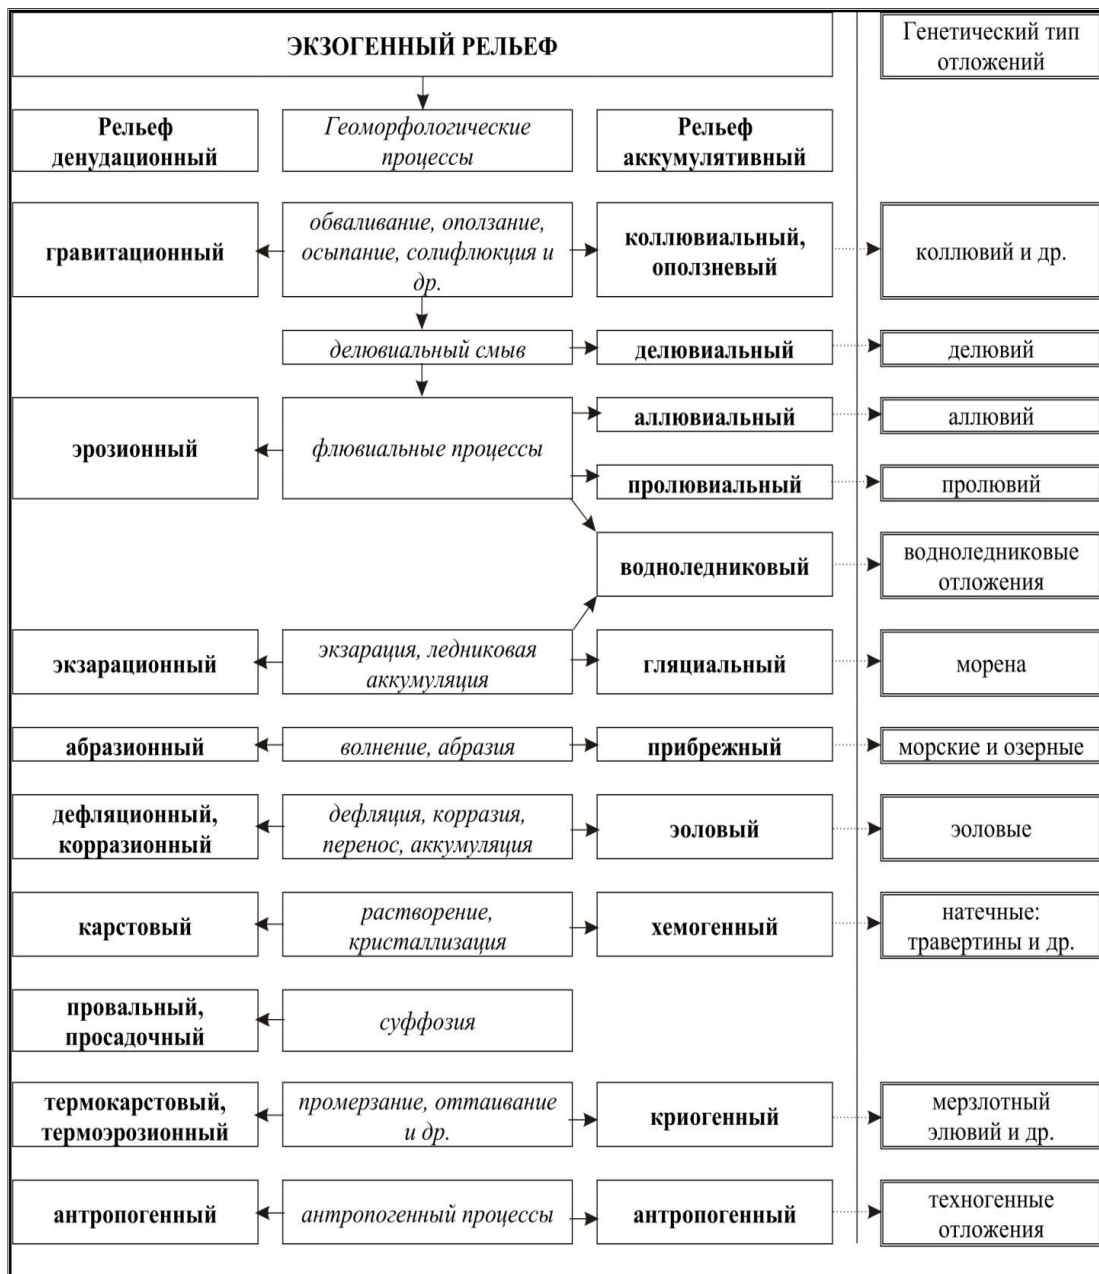 ЭКЗОГЕННЫЙ РЕЛЬЕФ
Генетический тип
отложений
Рельеф
денудационный
Геоморфологические
процессы
Рельеф
аккумулятивный
гравитационный
обваливание, оползание,
осыпание, солифлюкция и
др.
коллювиальный,
оползневый
коллювий и др.
делювиальный смыв
делювиальный
делювий
эрозионный
флювиальные процессы
аллювиальный
аллювий
пролювиальный
пролювий
водноледниковый
водноледниковые
отложения
экзарационный
экзарация, ледниковая
аккумуляция
гляциальный
морена
абразионный
волнение, абразия
прибрежный
морские и озерные
дефляционный,
корразионный
дефляция, корразия,
перенос, аккумуляция
эоловый
эоловые
карстовый
растворение,
кристаллизация
хемогенный
натечные:
травертины и др.
провальный,
просадочный
суффозия
термокарстовый,
термоэрозионный
промерзание, оттаивание
и др.
криогенный
мерзлотный
элювий и др.
антропогенный
антропогенный процессы
антропогенный
техногенные
отложения